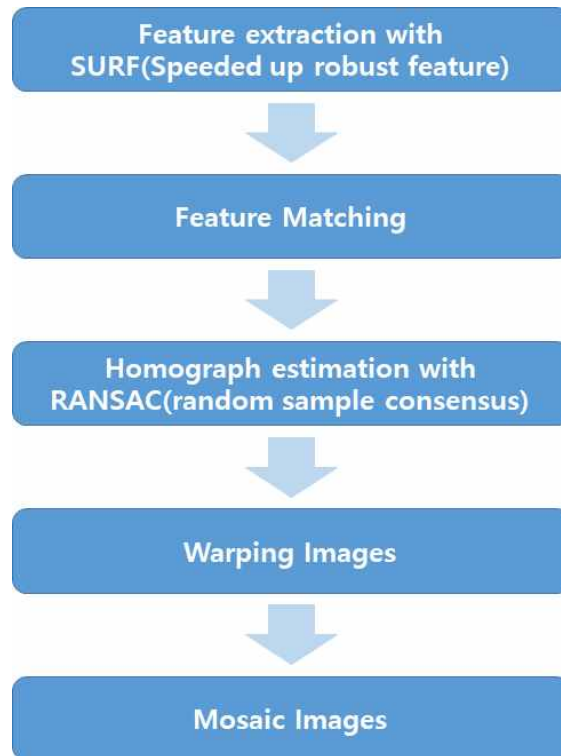 Feature extraction with
SURF(Speeded up robust feature)
Feature Matching
Homograph estimation with
RANSAC(random sample consensus)
Warping Images
Mosaic Images